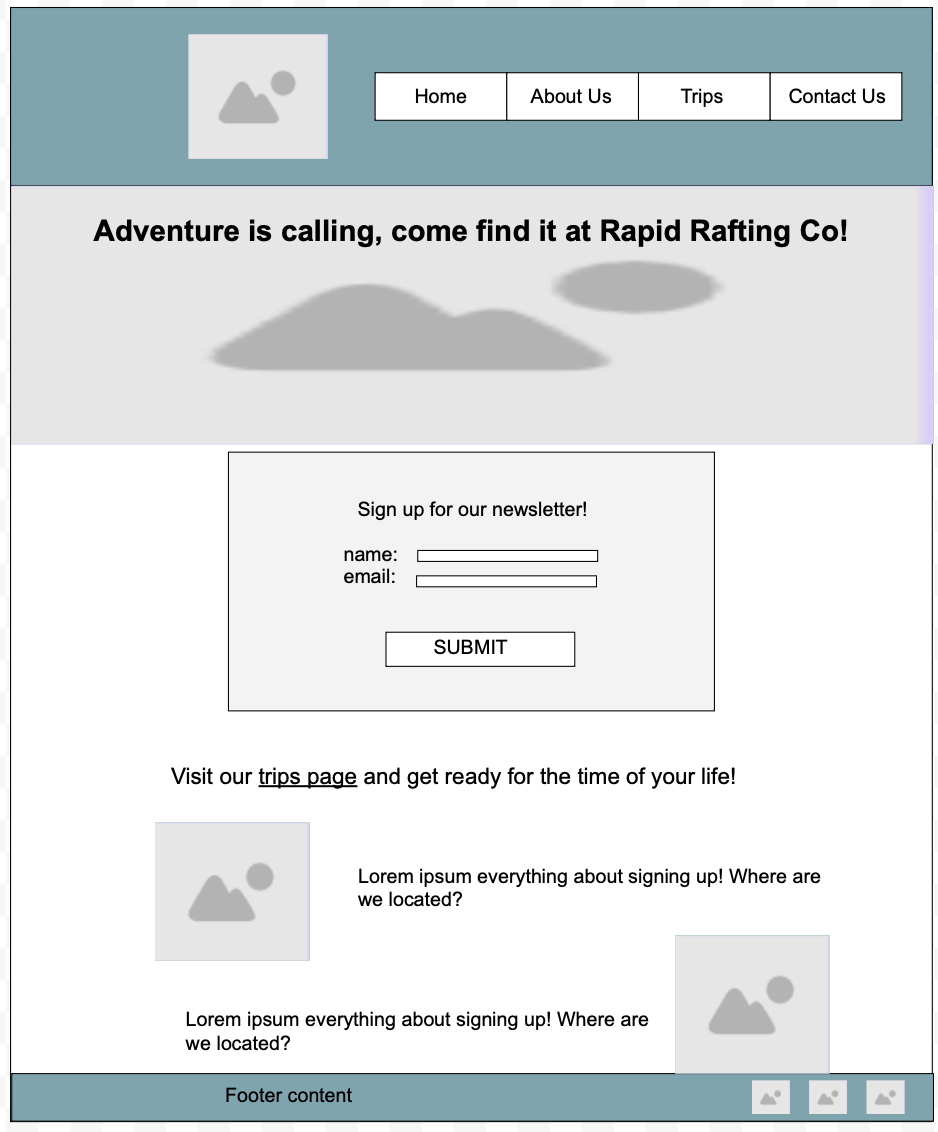 Home About Us Trips Contact Us
Adventure is calling, come find it at Rapid Rafting Co!
Sign up for our newsletter!
name:
email:
SUBMIT
Visit our trips page and get ready for the time of your life!
Lorem ipsum everything about signing up! Where are
we located?
Lorem ipsum everything about signing up! Where are
we located?
Footer content